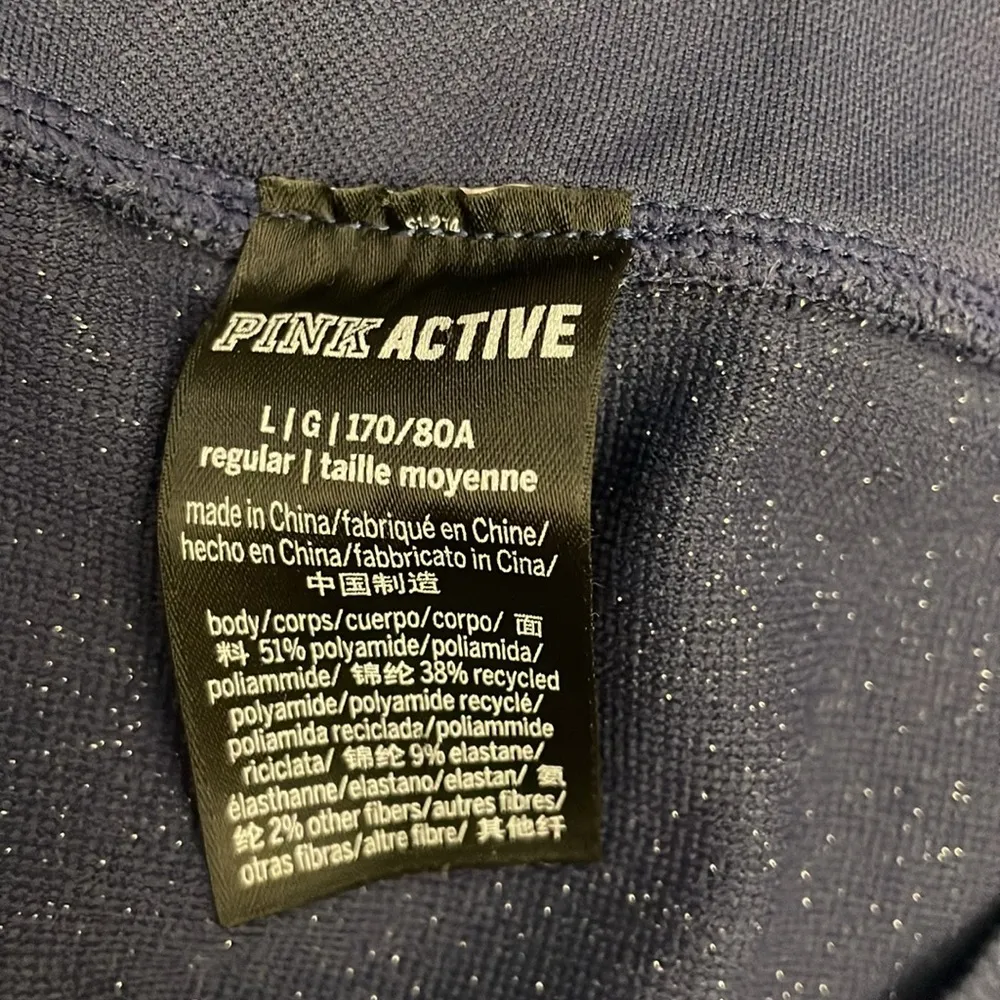 PINK ACTIVE
L | G | 170/80A
regular | taille moyenne
made in China/fabriqué en Chine/
hecho en China/fabbricato in Cina/
中国制造
body/corps/cuerpo/corpo/ 面
料 51% polyamide/poliamida/
poliammide/ 锦纶 38% recycled
polyamide/polyamide recyclé/
poliamida reciclada/poliammide
riciclata/ 锦纶 9% elastane/
élasthanne/elastano/elastan/ 氨
纶 2% other fibers/autres fibres/
otras fibras/altre fibre/ 其他纤